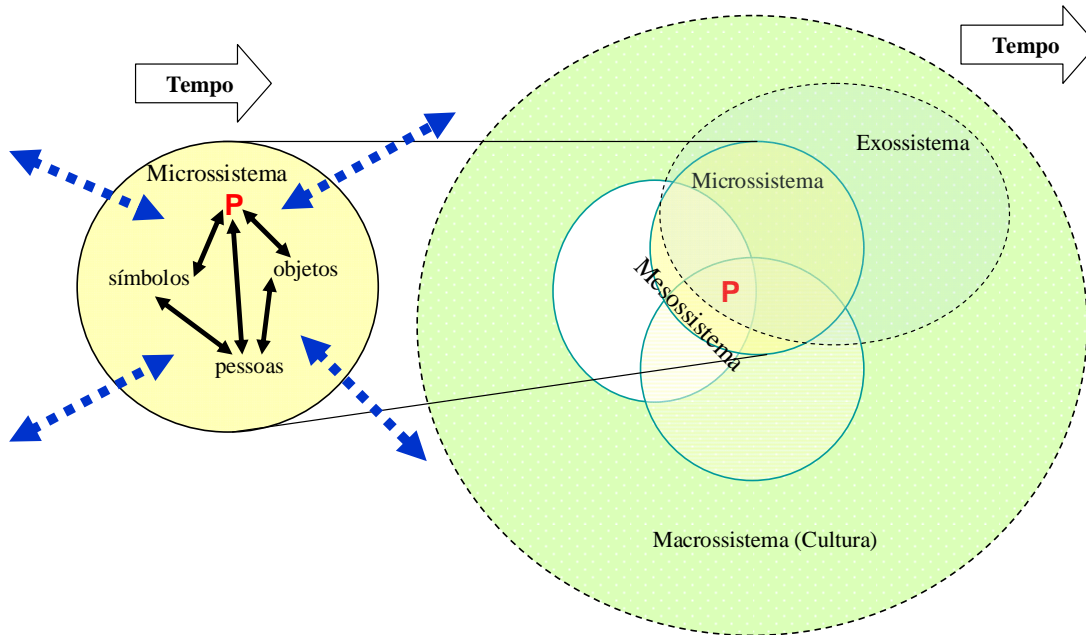 Tempo
Microssistema
P
símbolos
objetos
pessoas
Tempo
Exossistema
Microssistema
Mesossistema
P
Macrossistema (Cultura)